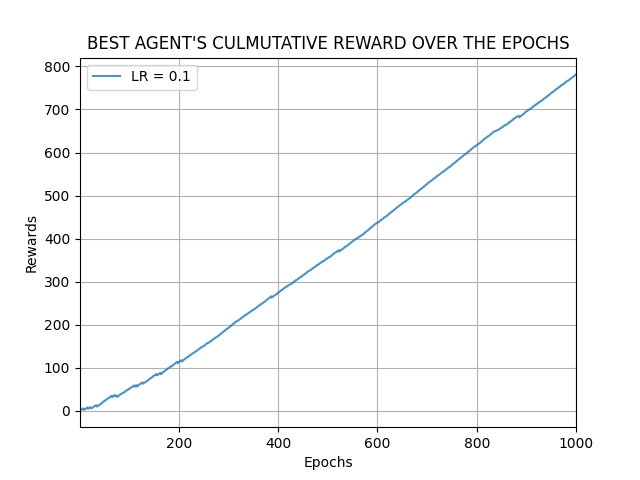 BEST AGENT'S CULMUTATIVE REWARD OVER THE EPOCHS
LR = 0.1
800
700
600
500
400
300
200
100
0
Rewards
200 400 600 800 1000
Epochs